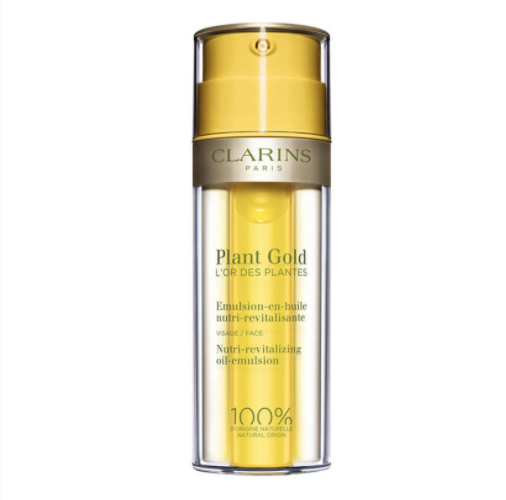 CLARINS
PARIS
Plant Gold
L'OR DES PLANTES
Emulsion-en-huile
nutri-revitalisante
VISAGE / FACE
Nutri-revitalizing
oil-emulsion
100%
D'ORIGINE NATURELLE
NATURAL ORIGIN